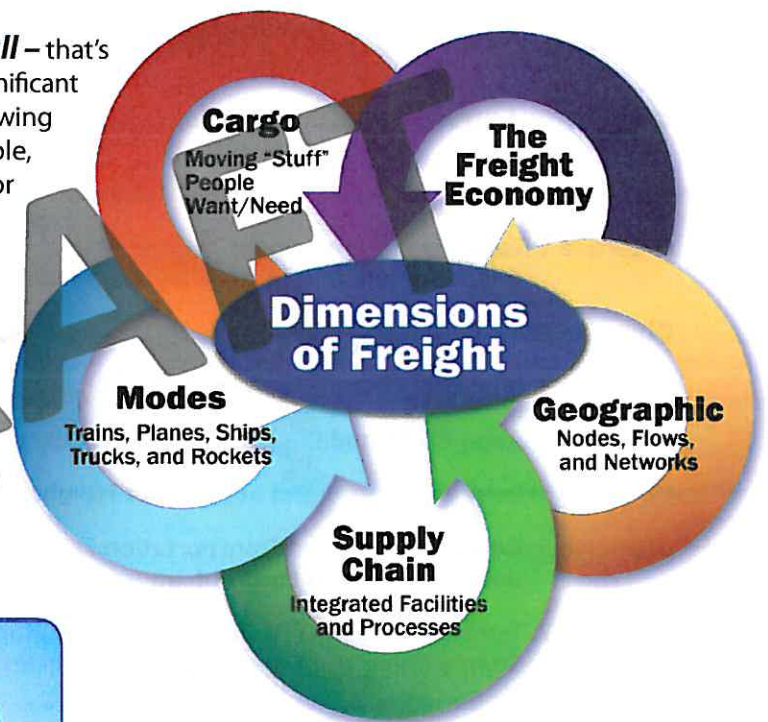 ll – that's
nificant
wing
ple,
or
Cargo
Moving "Stuff"
People
Want/Need
The
Freight
Economy
Dimensions
of Freight
Modes
Trains, Planes, Ships,
Trucks, and Rockets
Geographic
Nodes, Flows,
and Networks
Supply
Chain
Integrated Facilities
and Processes
AFT